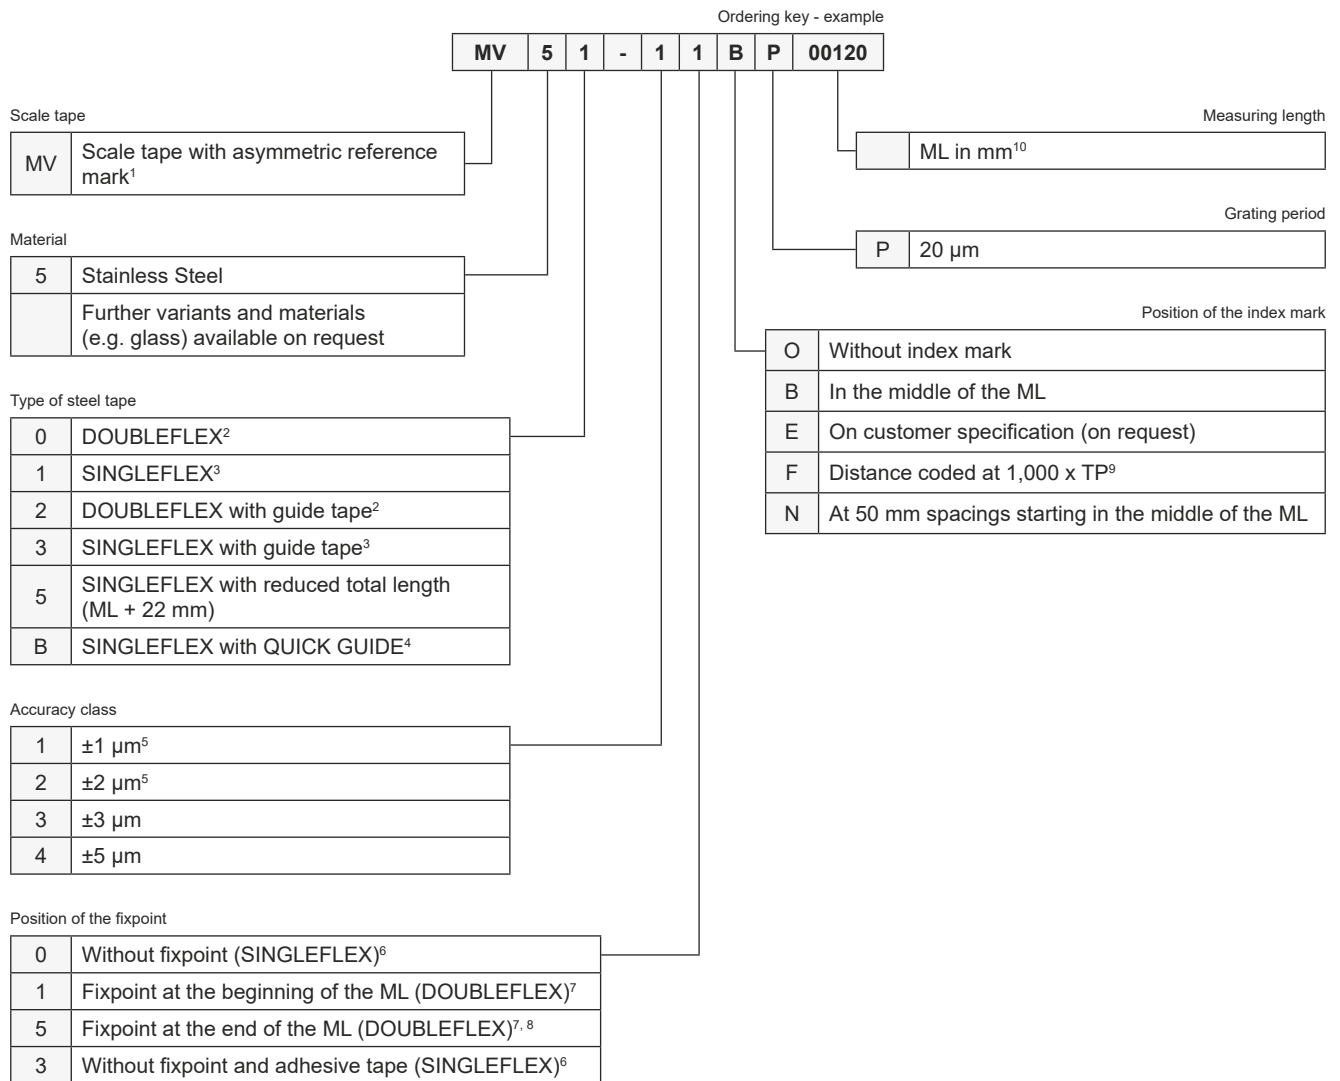 Ordering key - example
MV 5 1 - 1 1 B P 00120
Scale tape
MV Scale tape with asymmetric reference
mark¹
Material
5 Stainless Steel
Further variants and materials
(e.g. glass) available on request
Type of steel tape
0 DOUBLEFLEX²
1 SINGLEFLEX³
2 DOUBLEFLEX with guide tape²
3 SINGLEFLEX with guide tape³
5 SINGLEFLEX with reduced total length
(ML + 22 mm)
B SINGLEFLEX with QUICK GUIDE⁴
Accuracy class
1 ±1 µm⁵
2 ±2 µm⁵
3 ±3 µm
4 ±5 µm
Position of the fixpoint
0 Without fixpoint (SINGLEFLEX)⁶
1 Fixpoint at the beginning of the ML (DOUBLEFLEX)⁷
5 Fixpoint at the end of the ML (DOUBLEFLEX)⁷, ⁸
3 Without fixpoint and adhesive tape (SINGLEFLEX)⁶
Measuring length
ML in mm¹⁰
Grating period
P 20 µm
Position of the index mark
O Without index mark
B In the middle of the ML
E On customer specification (on request)
F Distance coded at 1,000 x TP⁹
N At 50 mm spacings starting in the middle of the ML